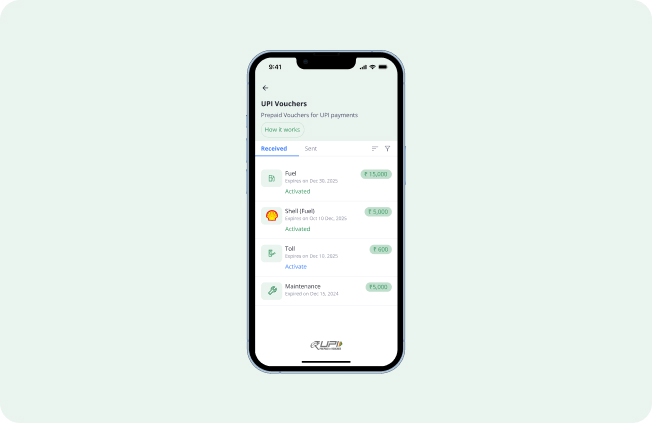 9:41
UPI Vouchers
Prepaid Vouchers for UPI payments
How it works
Received Sent
Fuel ₹ 15,000
Expires on Dec 30, 2025
Activated
Shell (Fuel) ₹ 5,000
Expires on Oct 10 Dec, 2025
Activated
Toll ₹ 600
Expires on Dec 10, 2025
Activate
Maintenance ₹5,000
Expired on Dec 15, 2024
UPI